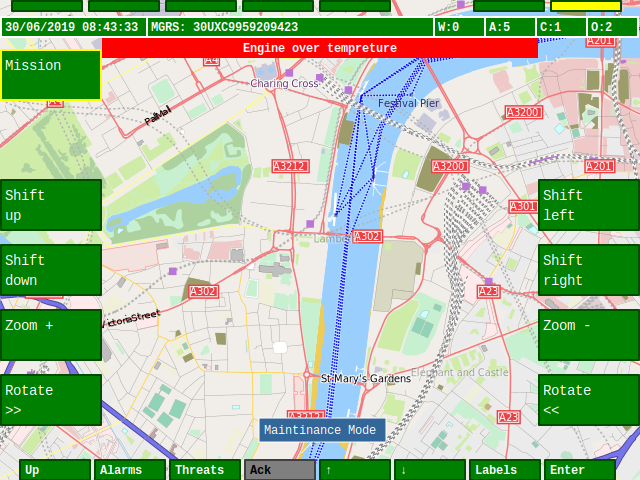 30/06/2019 08:43:33
MGRS: 30UXC9959209423
W:0
A:5
C:1
O:2
Engine over tempreture
A201
Mission
A4
Charing Cross
Festival Pier
A3200
Pall Mall
A3212
A3200
A201
Shift
up
Shift
left
A301
Lambe
A302
Shift
down
Shift
right
A302
A23
Zoom +
Zoom -
Victoria Street
St Mary's Gardens
Elephant and Castle
Rotate
>>
Rotate
<<
A3212
A23
Maintinance Mode
Up
Alarms
Threats
Ack
↑
↓
Labels
Enter